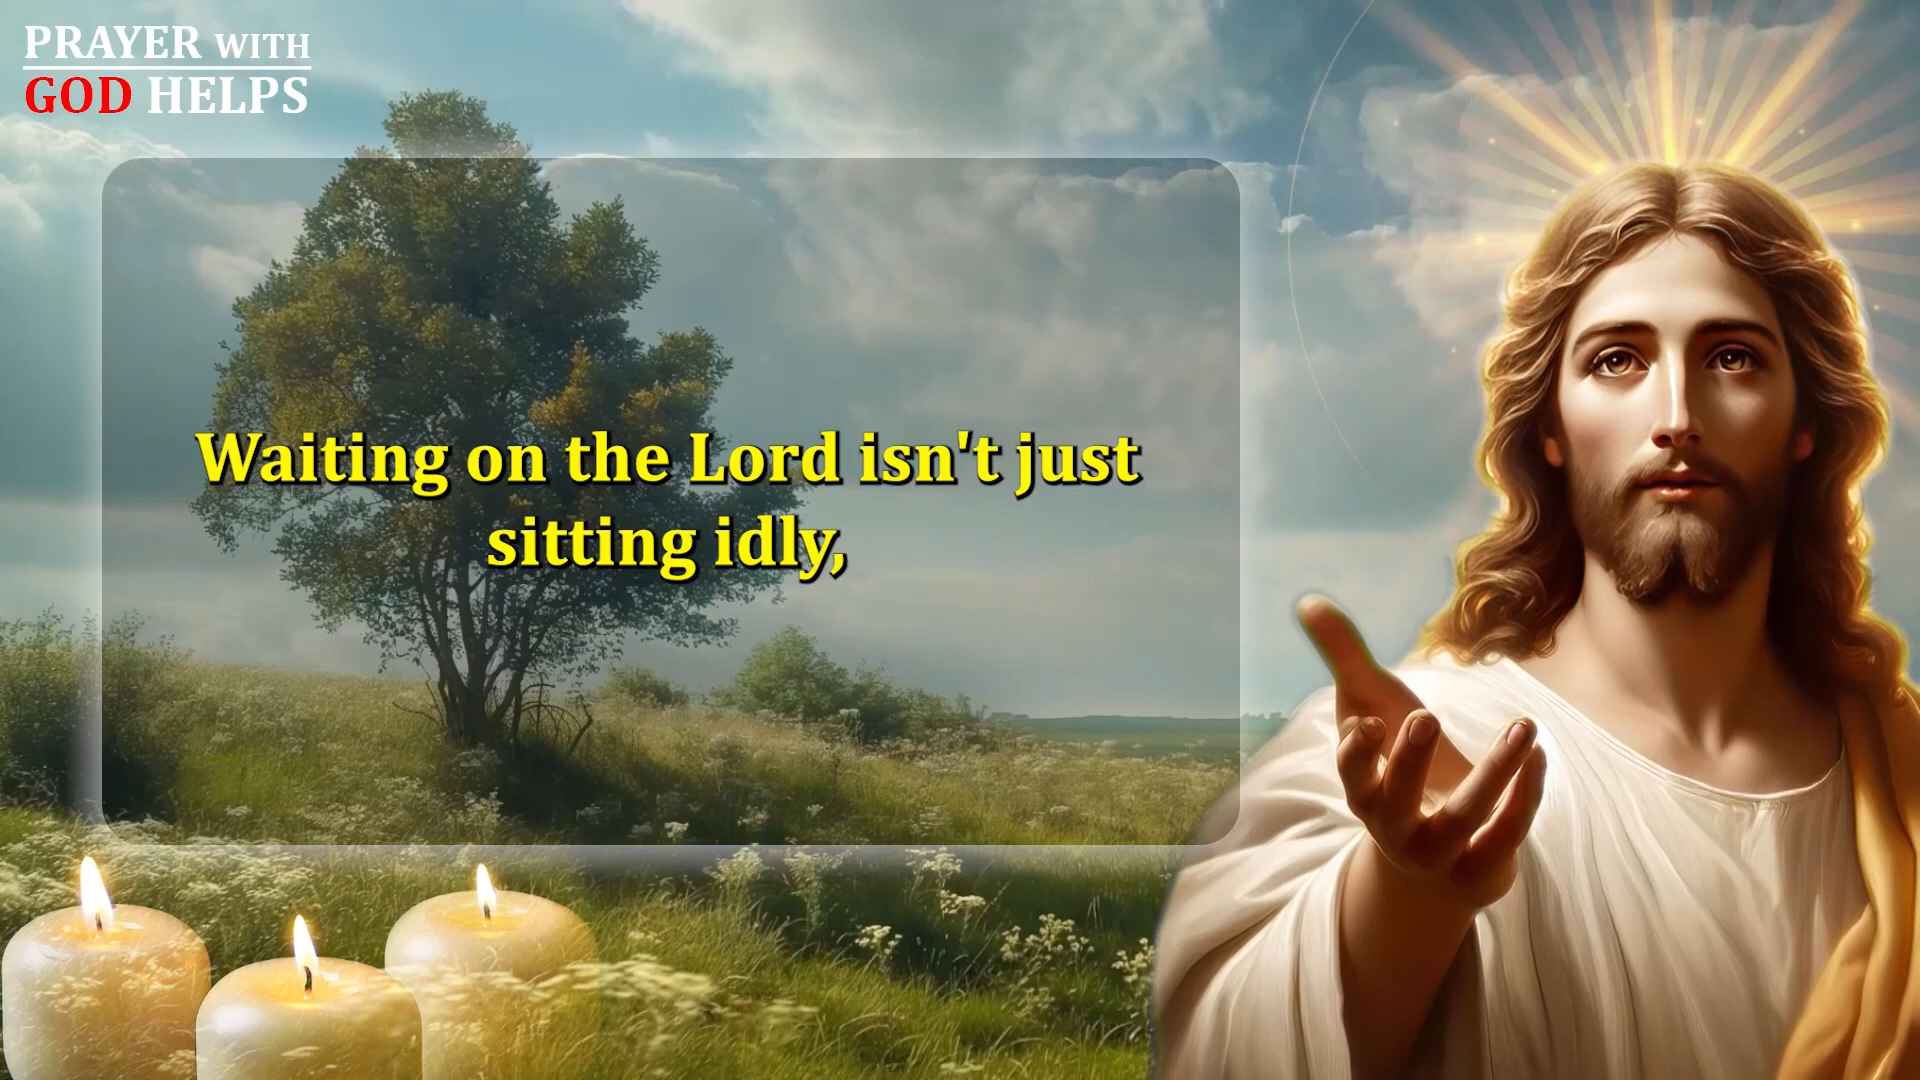 PRAYER WITH
GOD HELPS
Waiting on the Lord isn't just
sitting idly,